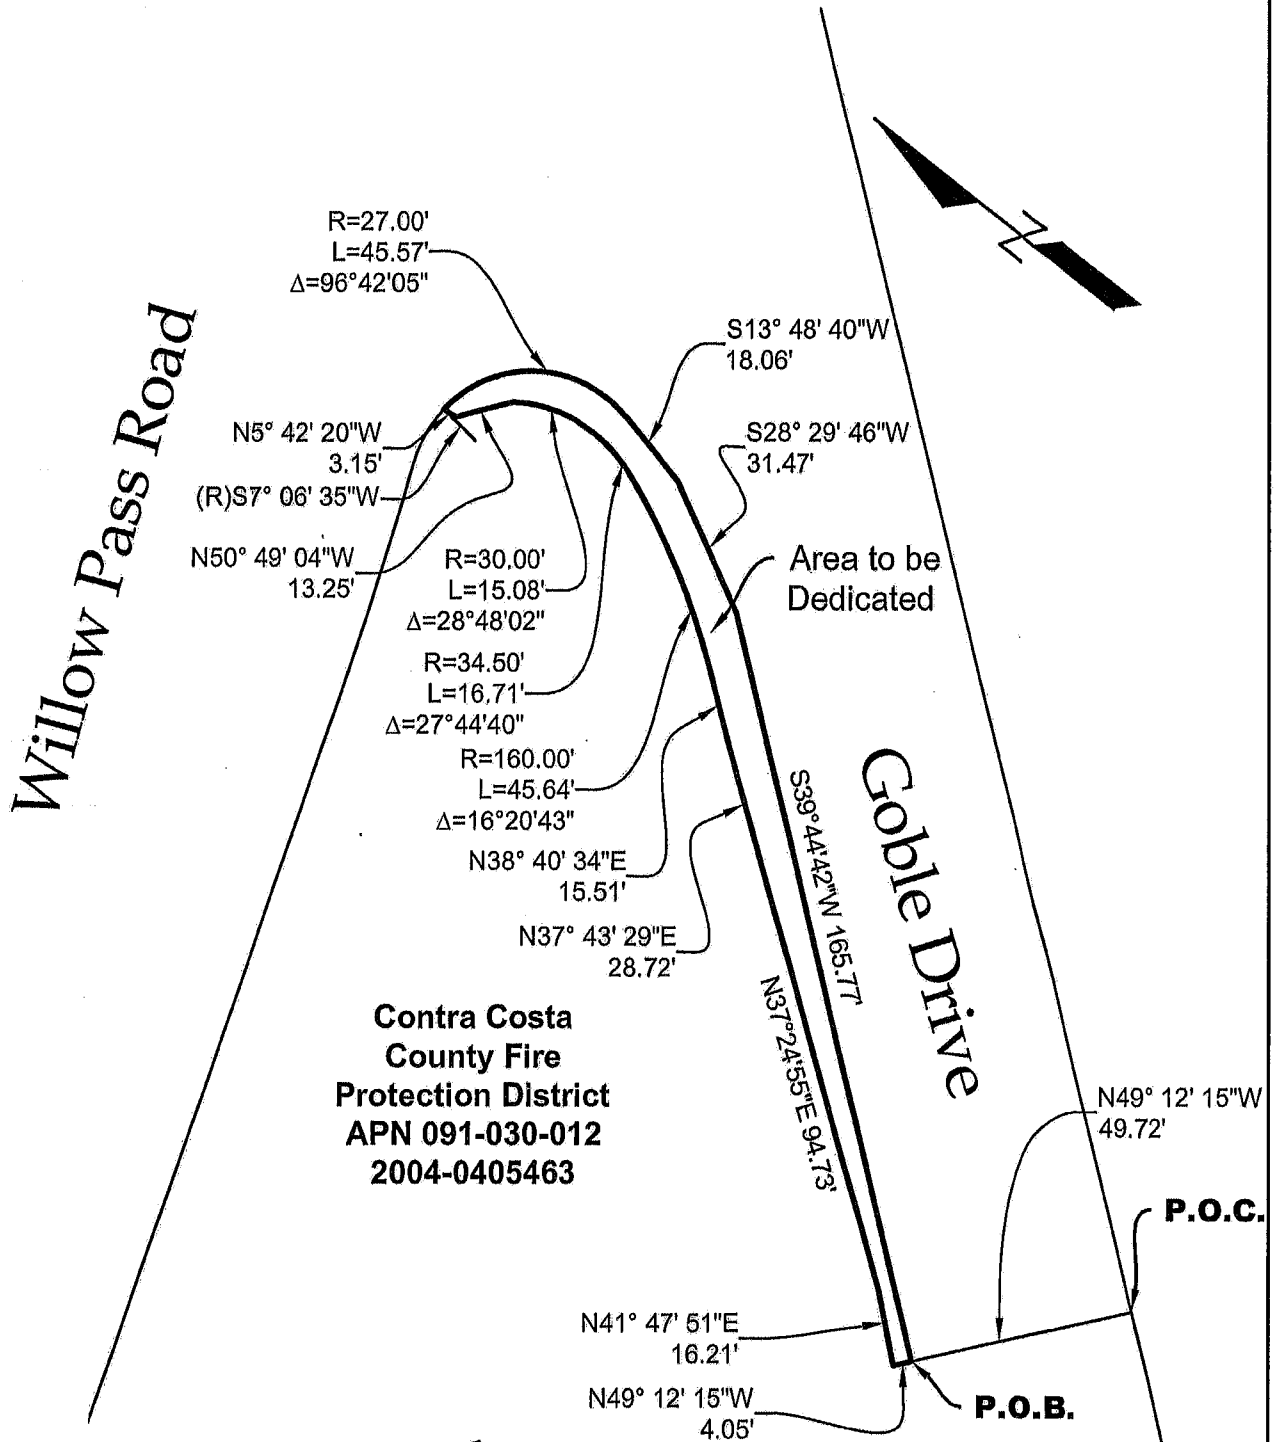 R=27.00'
L=45.57'
Δ=96°42'05"
S13° 48' 40"W
18.06'
Willow Pass Road
N5° 42' 20"W
3.15'
(R)S7° 06' 35"W
S28° 29' 46"W
31.47'
N50° 49' 04"W
13.25'
R=30.00'
L=15.08'
Δ=28°48'02"
Area to be
Dedicated
R=34.50'
L=16.71'
Δ=27°44'40"
R=160.00'
L=45.64'
Δ=16°20'43"
N38° 40' 34"E
15.51'
N37° 43' 29"E
28.72'
S39°44'42"W 165.77'
Goble Drive
N37°24'55"E 94.73'
Contra Costa
County Fire
Protection District
APN 091-030-012
2004-0405463
N49° 12' 15"W
49.72'
P.O.C.
N41° 47' 51"E
16.21'
N49° 12' 15"W
4.05'
P.O.B.